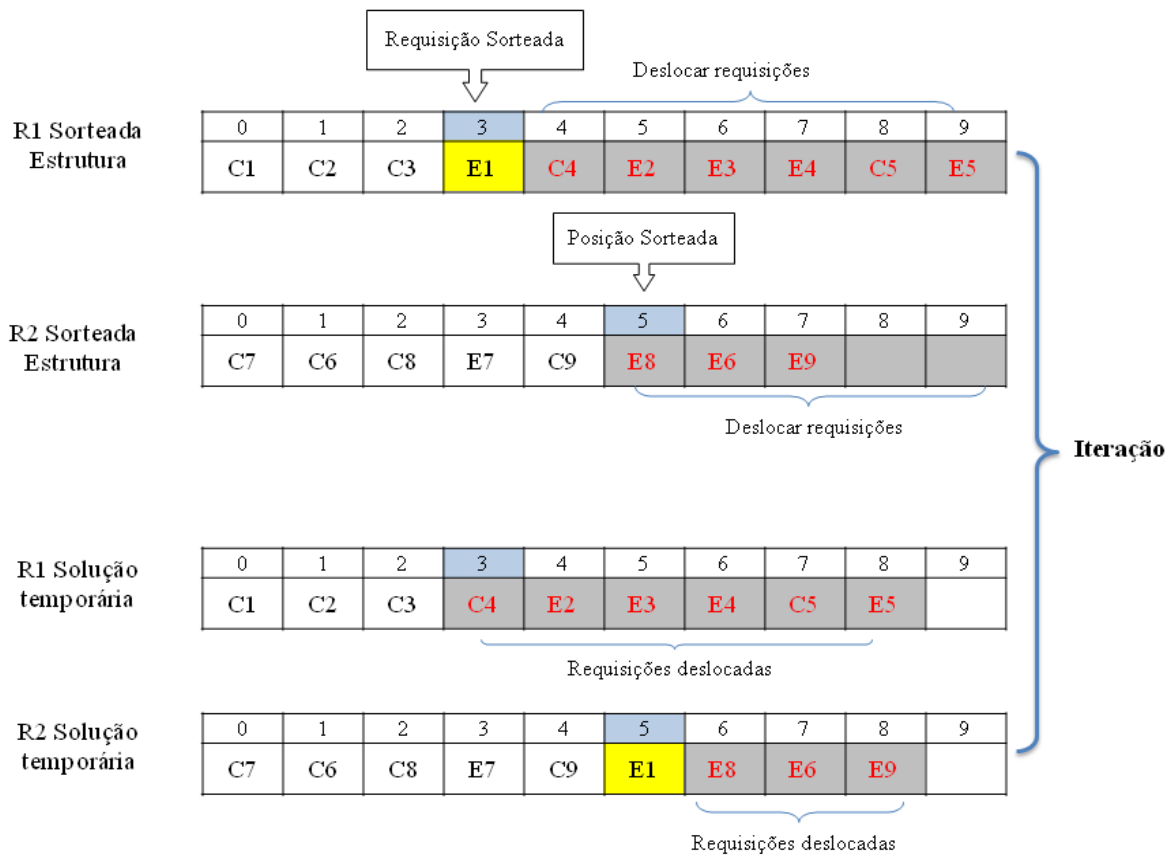 Requisição Sorteada
Deslocar requisições
R1 Sorteada
Estrutura
0 1 2 3 4 5 6 7 8 9
C1 C2 C3 E1 C4 E2 E3 E4 C5 E5
Posição Sorteada
R2 Sorteada
Estrutura
0 1 2 3 4 5 6 7 8 9
C7 C6 C8 E7 C9 E8 E6 E9
Deslocar requisições
Iteração
R1 Solução
temporária
0 1 2 3 4 5 6 7 8 9
C1 C2 C3 C4 E2 E3 E4 C5 E5
Requisições deslocadas
R2 Solução
temporária
0 1 2 3 4 5 6 7 8 9
C7 C6 C8 E7 C9 E1 E8 E6 E9
Requisições deslocadas